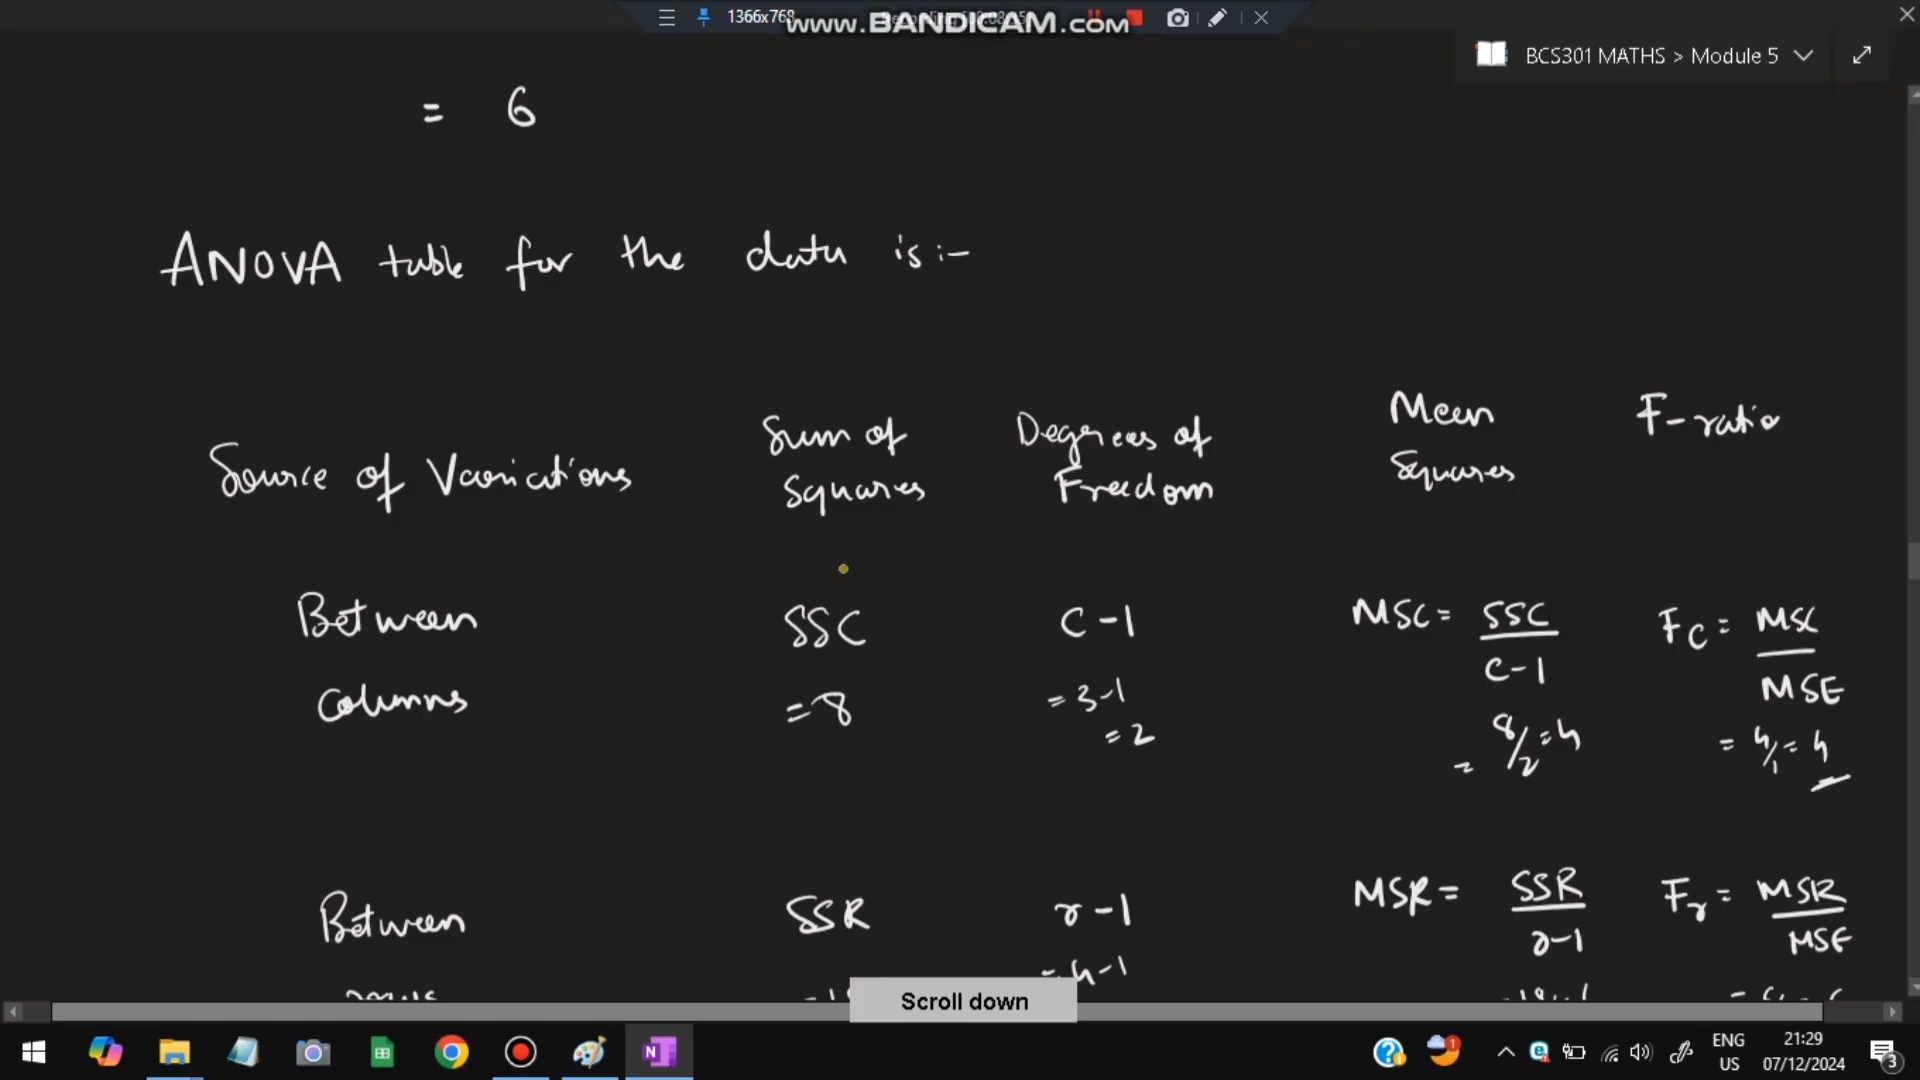 1366x768
www.BANDICAM.com
BCS301 MATHS > Module 5
= 6
ANOVA table for the data is:-
Source of Variations
Sum of Squares
Degrees of Freedom
Mean Squares
F-ratio
Between columns
SSC
= 8
C-1
= 3-1
= 2
MSC = SSC / C-1
= 8/2 = 4
FC = MSC / MSE
= 4/1 = 4
Between
SSR
r-1
= 4-1
MSR = SSR / r-1
Fr = MSR / MSE
Scroll down
ENG
US
21:29
07/12/2024
3